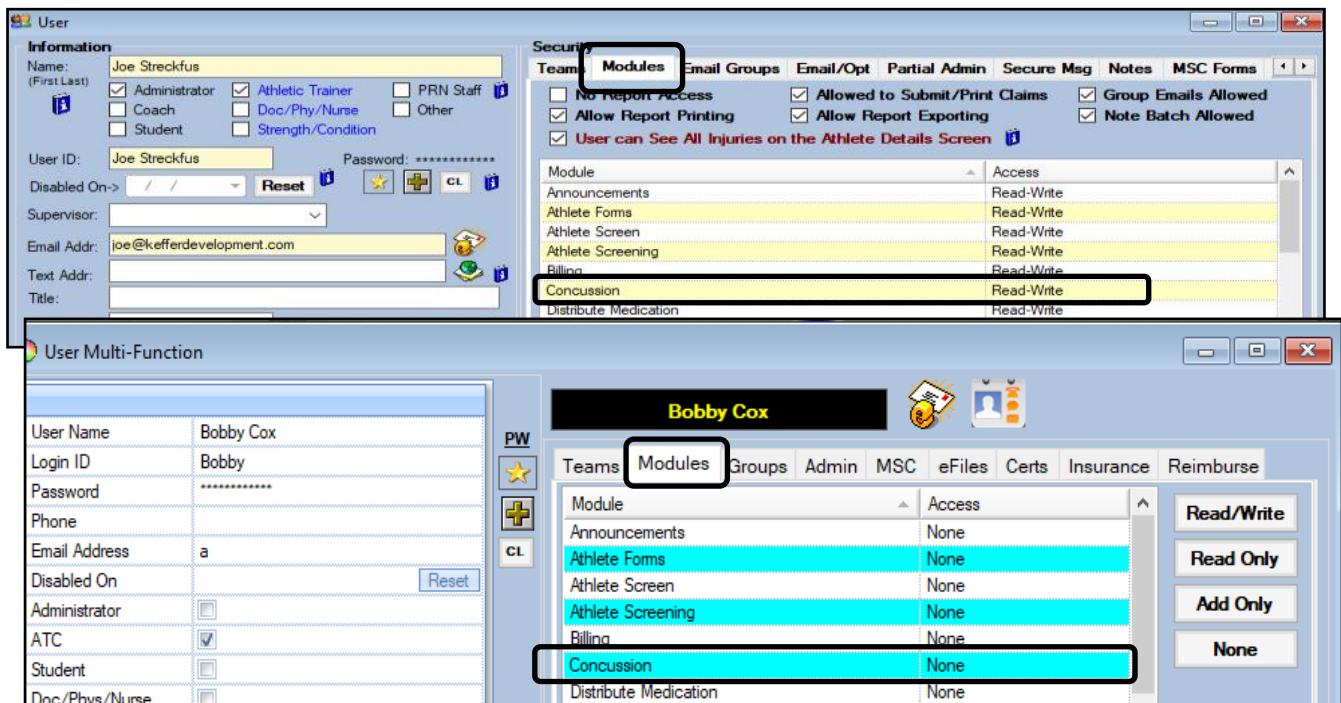 User
Information
Name:
(First Last)
Joe Streckfus
Administrator
Athletic Trainer
PRN Staff
Coach
Doc/Phy/Nurse
Other
Student
Strength/Condition
User ID:
Joe Streckfus
Password: ************
Disabled On->
/ /
Reset
CL
Supervisor:
Email Addr:
joe@kefferdevelopment.com
Text Addr:
Title:
Security
Teams Modules Email Groups Email/Opt Partial Admin Secure Msg Notes MSC Forms
No Report Access
Allowed to Submit/Print Claims
Group Emails Allowed
Allow Report Printing
Allow Report Exporting
Note Batch Allowed
User can See All Injuries on the Athlete Details Screen
Module Access
Announcements Read-Write
Athlete Forms Read-Write
Athlete Screen Read-Write
Athlete Screening Read-Write
Billing Read-Write
Concussion Read-Write
Distribute Medication Read-Write
User Multi-Function
User Name Bobby Cox
Login ID Bobby
Password ************
Phone
Email Address a
Disabled On Reset
Administrator
ATC
Student
Doc/Phys/Nurse
PW
CL
Bobby Cox
Teams Modules Groups Admin MSC eFiles Certs Insurance Reimburse
Module Access
Announcements None
Athlete Forms None
Athlete Screen None
Athlete Screening None
Billing None
Concussion None
Distribute Medication None
Read/Write
Read Only
Add Only
None